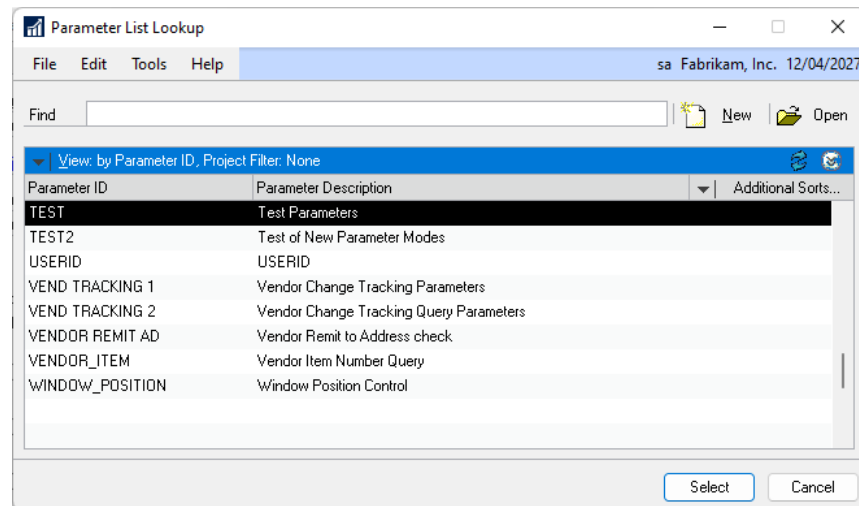 Parameter List Lookup
File Edit Tools Help sa Fabrikam, Inc. 12/04/2027
Find New Open
View: by Parameter ID, Project Filter: None
Parameter ID Parameter Description Additional Sorts...
TEST Test Parameters
TEST2 Test of New Parameter Modes
USERID USERID
VEND TRACKING 1 Vendor Change Tracking Parameters
VEND TRACKING 2 Vendor Change Tracking Query Parameters
VENDOR REMIT AD Vendor Remit to Address check
VENDOR_ITEM Vendor Item Number Query
WINDOW_POSITION Window Position Control
Select Cancel